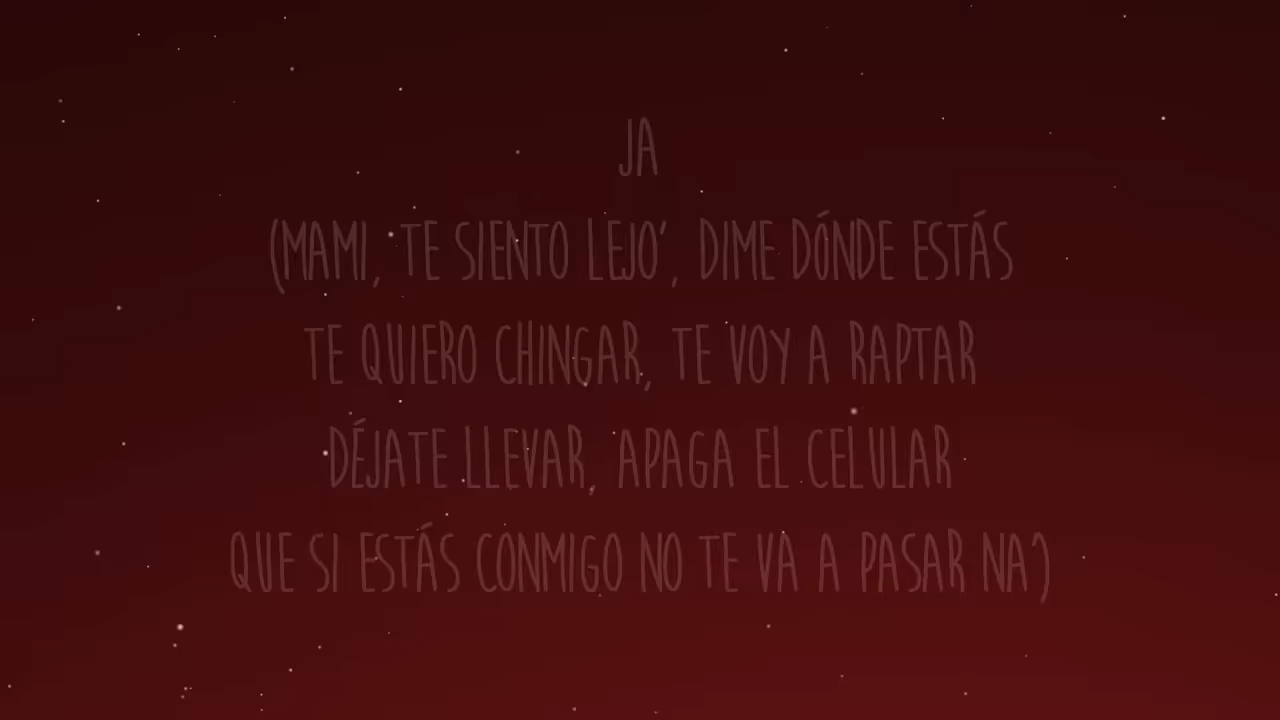 JA
(MAMI, TE SIENTO LEJO', DIME DÓNDE ESTÁS
TE QUIERO CHINGAR, TE VOY A RAPTAR
DÉJATE LLEVAR, APAGA EL CELULAR
QUE SI ESTÁS CONMIGO NO TE VA A PASAR NA')